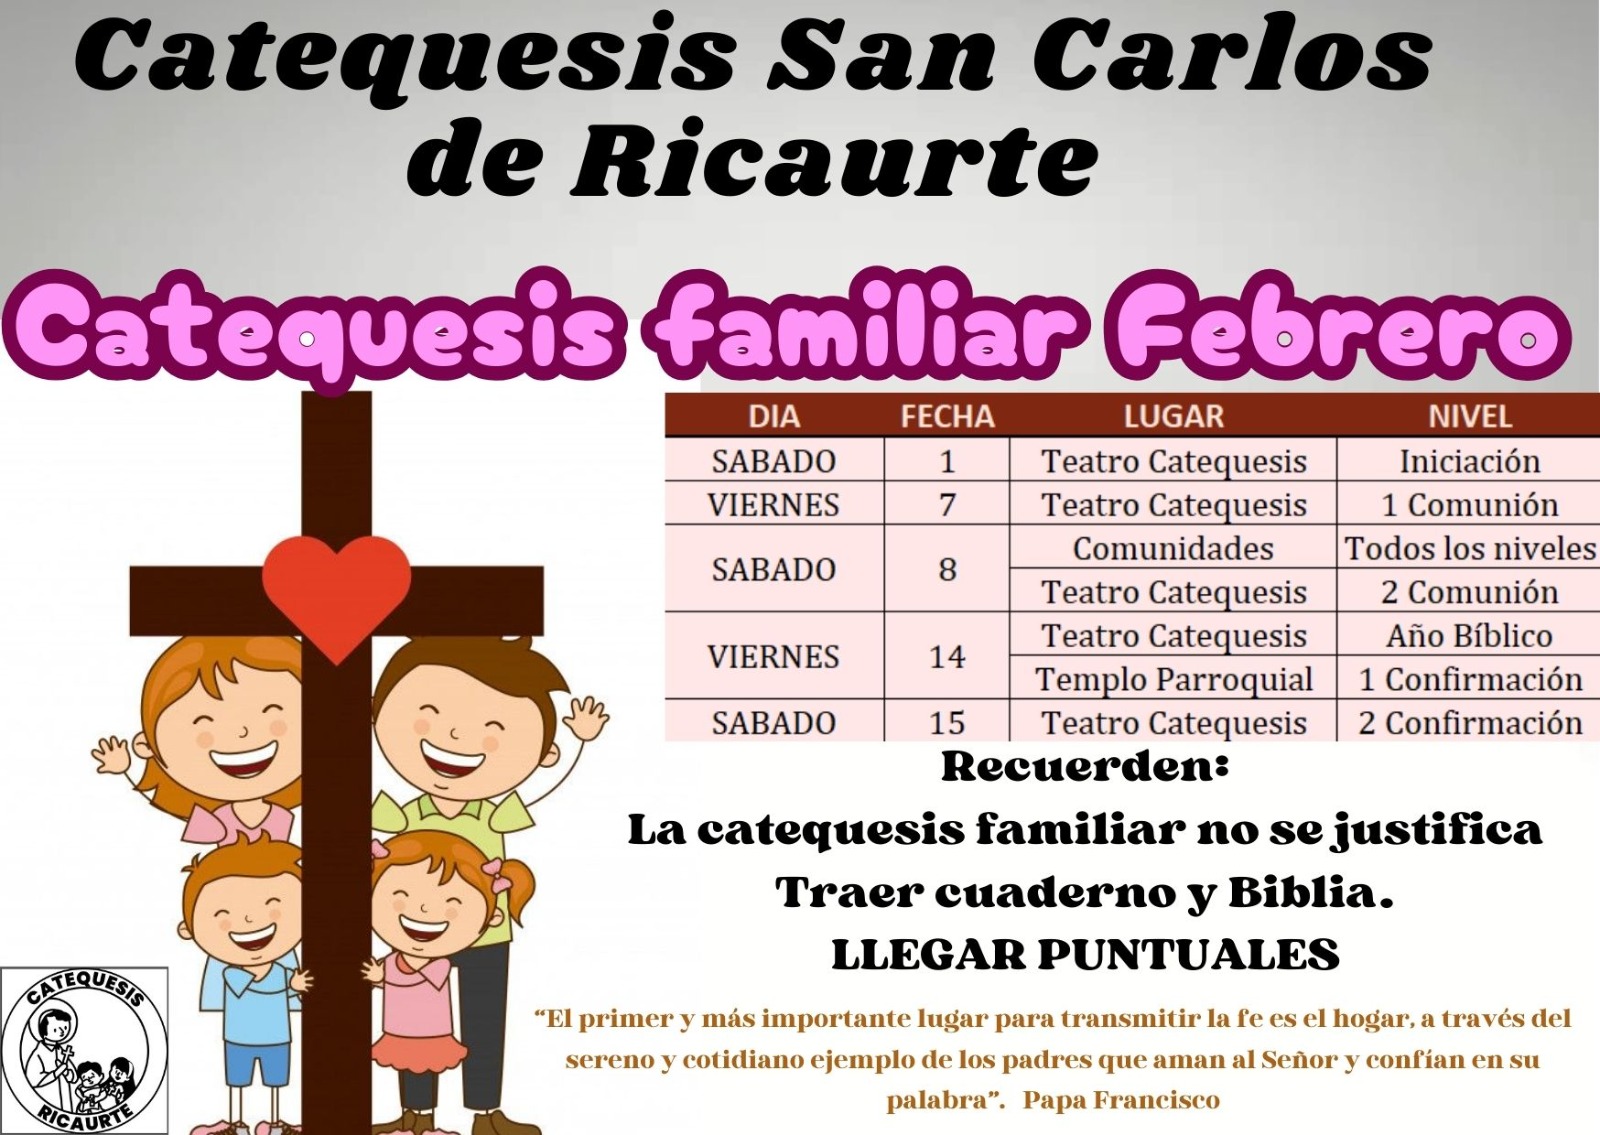 Catequesis San Carlos
de Ricaurte
Catequesis familiar Febrero
DIA FECHA LUGAR NIVEL
SABADO 1 Teatro Catequesis Iniciación
VIERNES 7 Teatro Catequesis 1 Comunión
SABADO 8 Comunidades Todos los niveles
Teatro Catequesis 2 Comunión
VIERNES 14 Teatro Catequesis Año Bíblico
Templo Parroquial 1 Confirmación
SABADO 15 Teatro Catequesis 2 Confirmación
Recuerden:
La catequesis familiar no se justifica
Traer cuaderno y Biblia.
LLEGAR PUNTUALES
“El primer y más importante lugar para transmitir la fe es el hogar, a través del
sereno y cotidiano ejemplo de los padres que aman al Señor y confían en su
palabra”. Papa Francisco
CATEQUESIS
RICAURTE